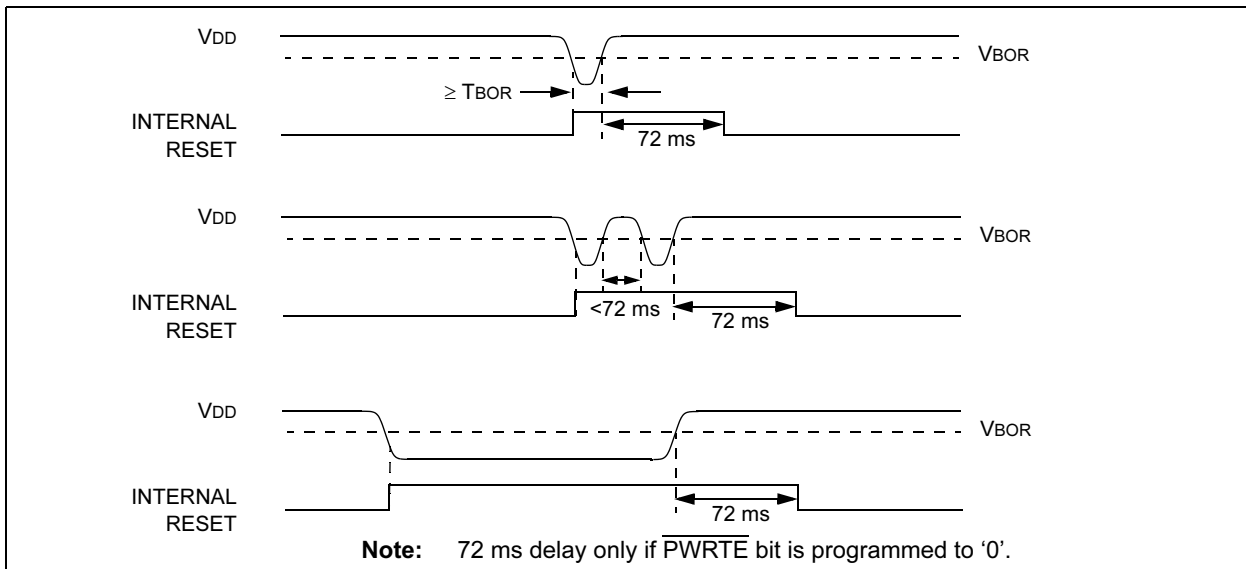 VDD
VBOR
≥ TBOR
INTERNAL
RESET
72 ms
VDD
VBOR
INTERNAL
RESET
<72 ms
72 ms
VDD
VBOR
INTERNAL
RESET
72 ms
Note: 72 ms delay only if PWRTE bit is programmed to ‘0’.